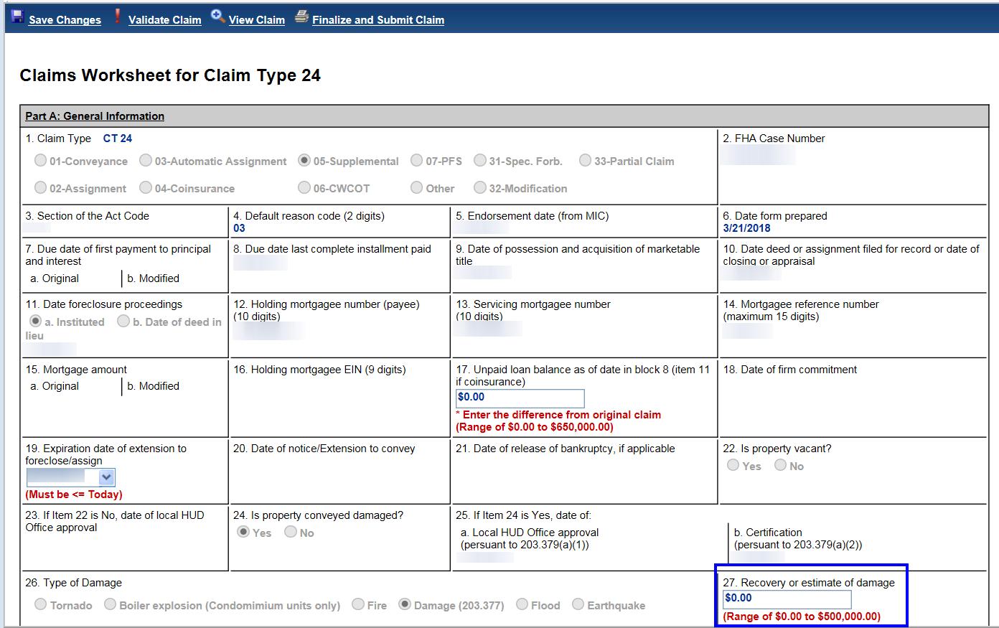 Save Changes Validate Claim View Claim Finalize and Submit Claim
Claims Worksheet for Claim Type 24
Part A: General Information
1. Claim Type CT 24
01-Conveyance 03-Automatic Assignment 05-Supplemental 07-PFS 31-Spec. Forb. 33-Partial Claim
02-Assignment 04-Coinsurance 06-CWCOT Other 32-Modification
2. FHA Case Number
3. Section of the Act Code
4. Default reason code (2 digits)
03
5. Endorsement date (from MIC)
6. Date form prepared
3/21/2018
7. Due date of first payment to principal
and interest
a. Original b. Modified
8. Due date last complete installment paid
9. Date of possession and acquisition of marketable
title
10. Date deed or assignment filed for record or date of
closing or appraisal
11. Date foreclosure proceedings
a. Instituted b. Date of deed in
lieu
12. Holding mortgagee number (payee)
(10 digits)
13. Servicing mortgagee number
(10 digits)
14. Mortgagee reference number
(maximum 15 digits)
15. Mortgage amount
a. Original b. Modified
16. Holding mortgagee EIN (9 digits)
17. Unpaid loan balance as of date in block 8 (item 11
if coinsurance)
$0.00
* Enter the difference from original claim
(Range of $0.00 to $650,000.00)
18. Date of firm commitment
19. Expiration date of extension to
foreclose/assign
(Must be <= Today)
20. Date of notice/Extension to convey
21. Date of release of bankruptcy, if applicable
22. Is property vacant?
Yes No
23. If Item 22 is No, date of local HUD
Office approval
24. Is property conveyed damaged?
Yes No
25. If Item 24 is Yes, date of:
a. Local HUD Office approval
(pursuant to 203.379(a)(1))
b. Certification
(pursuant to 203.379(a)(2))
26. Type of Damage
Tornado Boiler explosion (Condomimium units only) Fire Damage (203.377) Flood Earthquake
27. Recovery or estimate of damage
$0.00
(Range of $0.00 to $500,000.00)